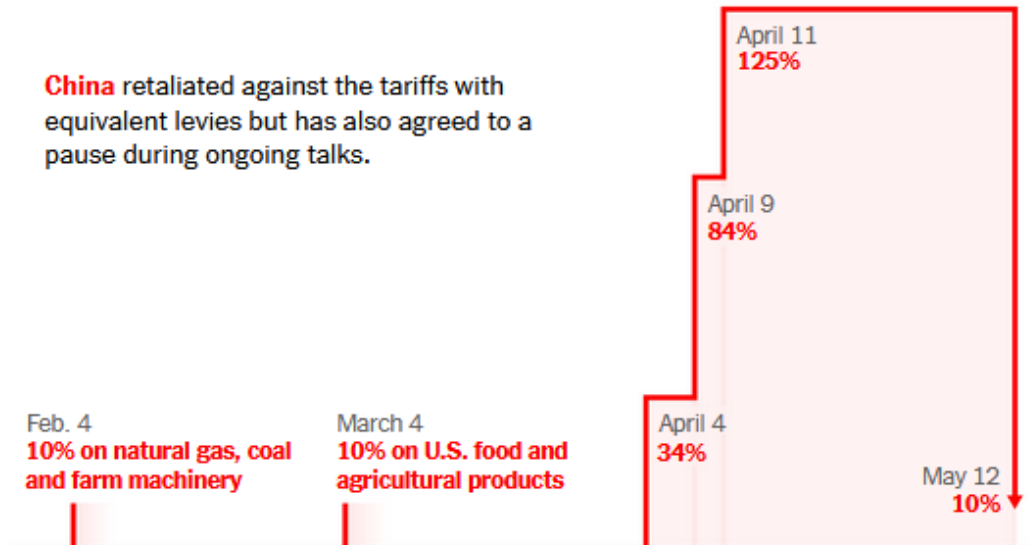 China retaliated against the tariffs with
equivalent levies but has also agreed to a
pause during ongoing talks.
Feb. 4
10% on natural gas, coal
and farm machinery
March 4
10% on U.S. food and
agricultural products
April 4
34%
April 9
84%
April 11
125%
May 12
10%